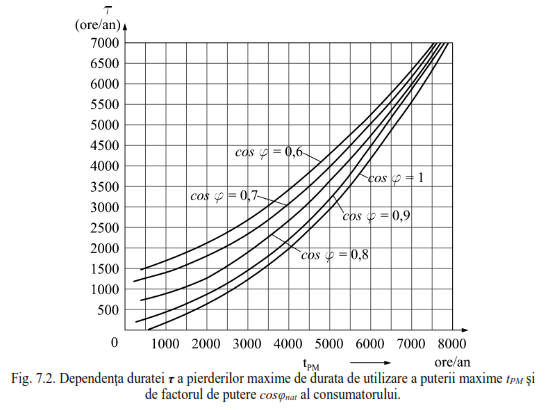 τ
(ore/an)
7000
6500
6000
5500
5000
4500
4000
3500
3000
2500
2000
1500
1000
500
cos φ = 0,6
cos φ = 0,7
cos φ = 1
cos φ = 0,9
cos φ = 0,8
0 1000 2000 3000 4000 5000 6000 7000 8000
t_PM ore/an
Fig. 7.2. Dependența duratei τ a pierderilor maxime de durata de utilizare a puterii maxime t_PM și
de factorul de putere cosφ_nat al consumatorului.